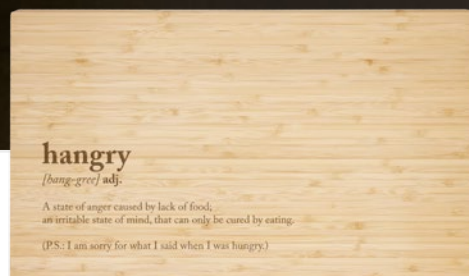 hangry
[hang-gree] adj.
A state of anger caused by lack of food;
an irritable state of mind, that can only be cured by eating.
(P.S.: I am sorry for what I said when I was hungry.)